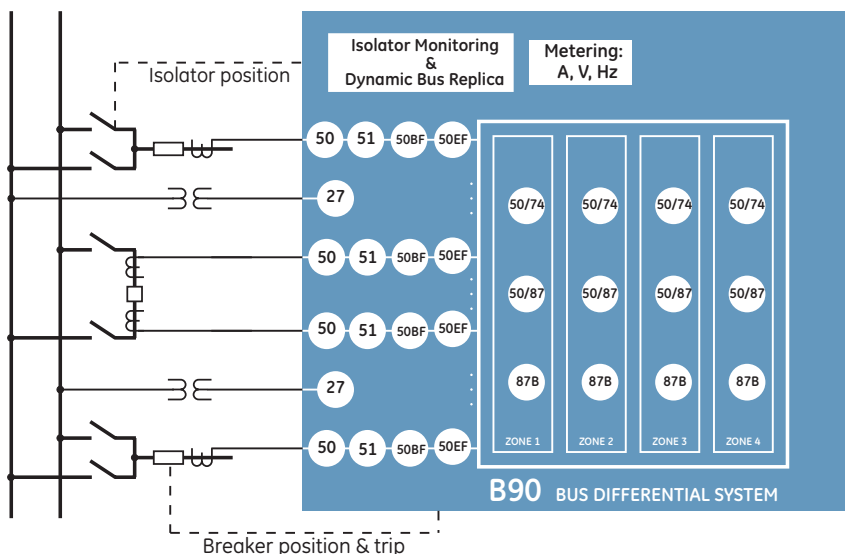 Isolator Monitoring
&
Dynamic Bus Replica
Metering:
A, V, Hz
Isolator position
50 51 50BF 50EF
27
50/74 50/74 50/74 50/74
50 51 50BF 50EF
50/87 50/87 50/87 50/87
50 51 50BF 50EF
27
87B 87B 87B 87B
50 51 50BF 50EF
ZONE 1 ZONE 2 ZONE 3 ZONE 4
B90 BUS DIFFERENTIAL SYSTEM
Breaker position & trip